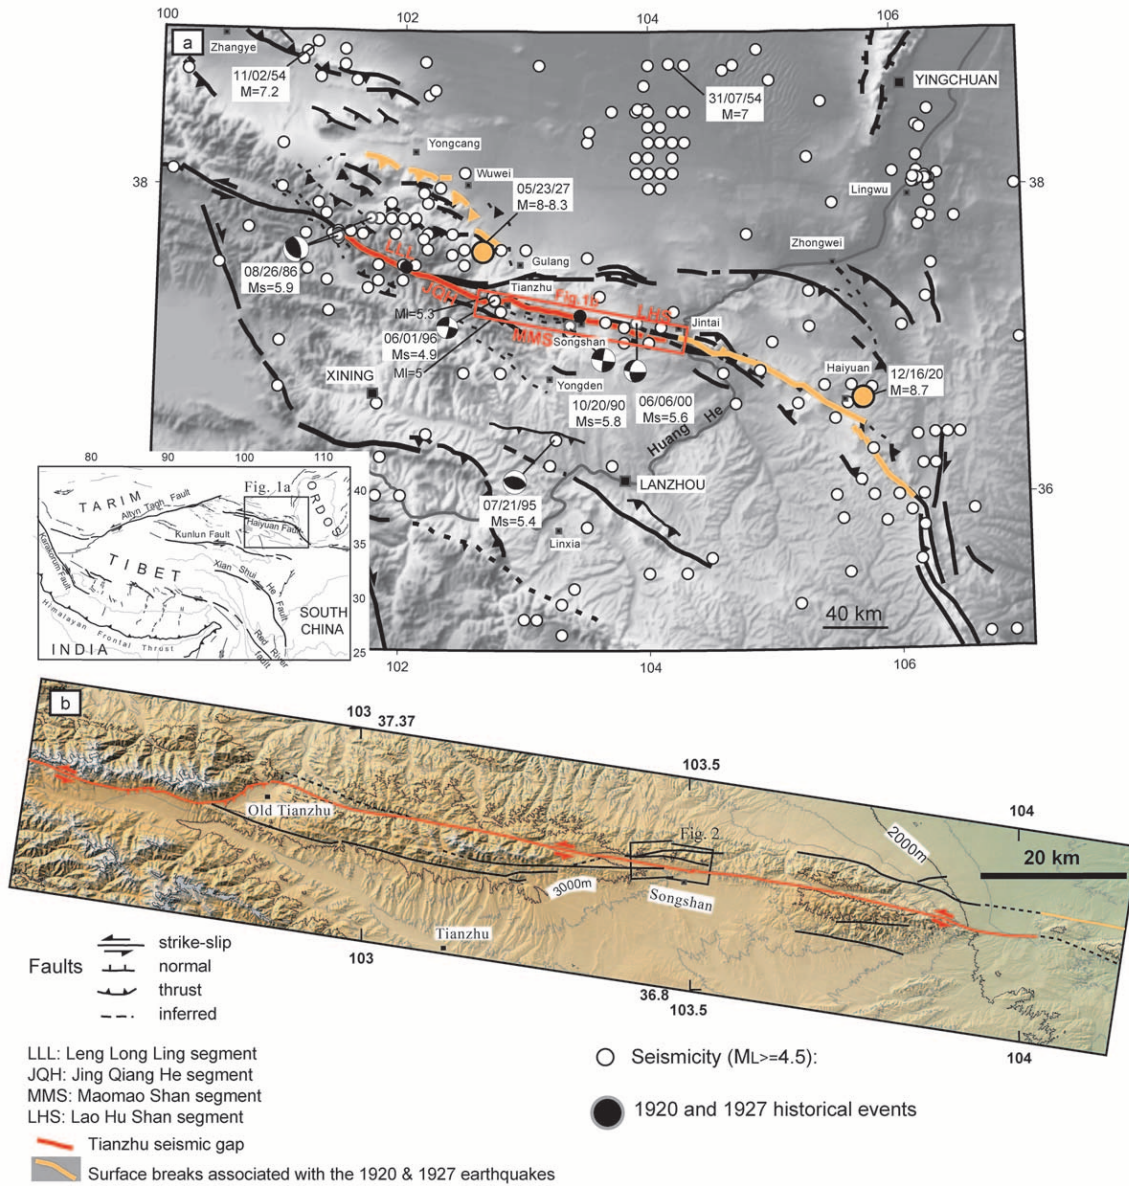 100
102
104
106
a
Zhangye
11/02/54
M=7.2
31/07/54
M=7
YINGCHUAN
Yongcang
38
38
Wuwei
05/23/27
M=8-8.3
Lingwu
Zhongwei
LLL
Gulang
08/26/86
Ms=5.9
Tianzhu
JQH
Ml=5.3
Fig. 1b
LHS
Jintai
06/01/96
Ms=4.9
MMS
Songshan
Ml=5
XINING
Yongden
Haiyuan
12/16/20
M=8.7
10/20/90
Ms=5.8
06/06/00
Ms=5.6
Huang He
LANZHOU
36
07/21/95
Ms=5.4
Linxia
40 km
102
104
106
80
90
100
110
Fig. 1a
TARIM
Altyn Tagh Fault
ORDOS
40
Haiyuan Fault
Karakorum Fault
Kunlun Fault
35
TIBET
Xian Shui He Fault
30
Himalayan Frontal Thrust
SOUTH
CHINA
INDIA
Red River fault
25
b
103
37.37
103.5
104
Old Tianzhu
Fig. 2
2000m
20 km
3000m
Songshan
Tianzhu
103
36.8
103.5
104
Faults
strike-slip
normal
thrust
inferred
LLL: Leng Long Ling segment
JQH: Jing Qiang He segment
MMS: Maomao Shan segment
LHS: Lao Hu Shan segment
Tianzhu seismic gap
Surface breaks associated with the 1920 & 1927 earthquakes
Seismicity (ML>=4.5):
1920 and 1927 historical events